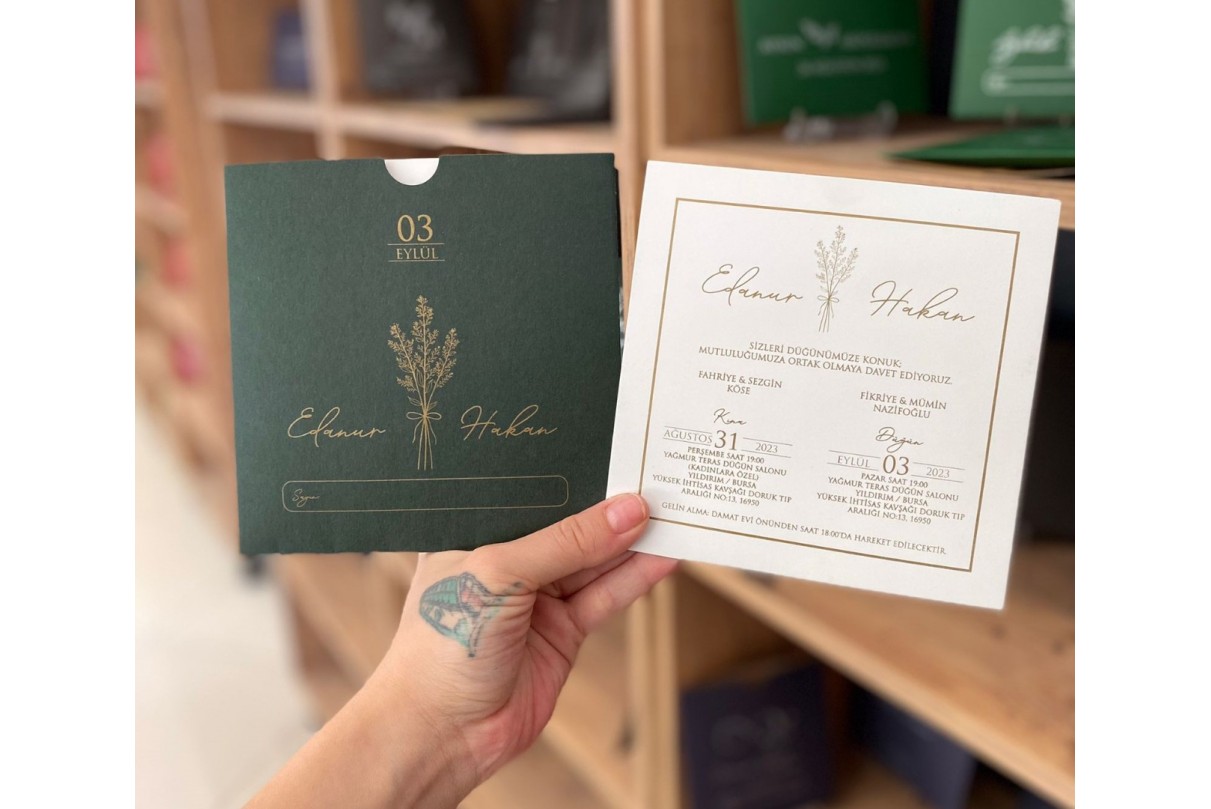 03
EYLÜL
Edanur Hakan
Sayın
Edanur Hakan
SİZLERİ DÜĞÜNÜMÜZE KONUK;
MUTLULUĞUMUZA ORTAK OLMAYA DAVET EDİYORUZ.
FAHRİYE & SEZGİN
KÖSE
FİKRİYE & MÜMİN
NAZİFOĞLU
Kına
AĞUSTOS 31 2023
PERŞEMBE SAAT 19:00
YAĞMUR TERAS DÜĞÜN SALONU
(KADINLARA ÖZEL)
YILDIRIM / BURSA
YÜKSEK İHTİSAS KAVŞAĞI DORUK TIP
ARALIĞI NO:13, 16950
Düğün
EYLÜL 03 2023
PAZAR SAAT 19:00
YAĞMUR TERAS DÜĞÜN SALONU
YILDIRIM / BURSA
YÜKSEK İHTİSAS KAVŞAĞI DORUK TIP
ARALIĞI NO:13, 16950
GELİN ALMA: DAMAT EVİ ÖNÜNDEN SAAT 18:00'DA HAREKET EDİLECEKTİR.